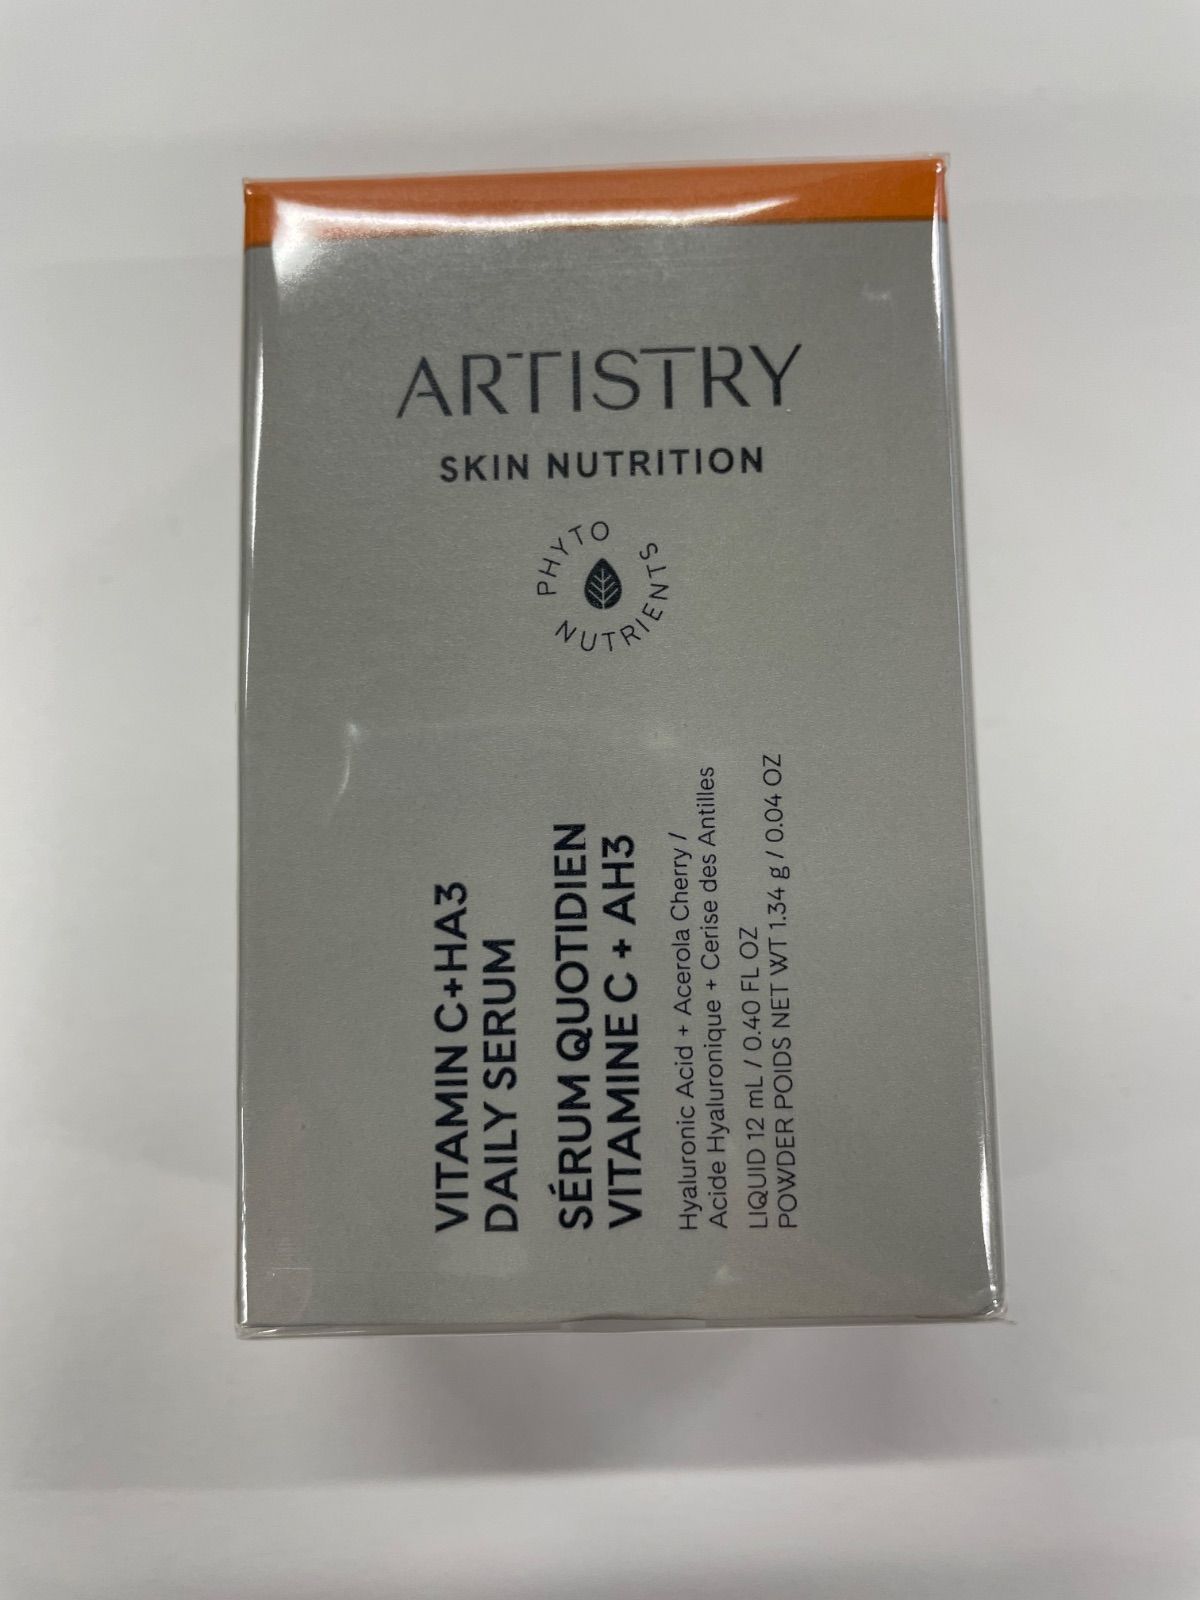 ARTISTRY
SKIN NUTRITION
PHYTO
NUTRIENTS
VITAMIN C+HA3
DAILY SERUM
SÉRUM QUOTIDIEN
VITAMINE C + AH3
Hyaluronic Acid + Acerola Cherry /
Acide Hyaluronique + Cerise des Antilles
LIQUID 12 mL / 0.40 FL OZ
POWDER POIDS NET WT 1.34 g / 0.04 OZ